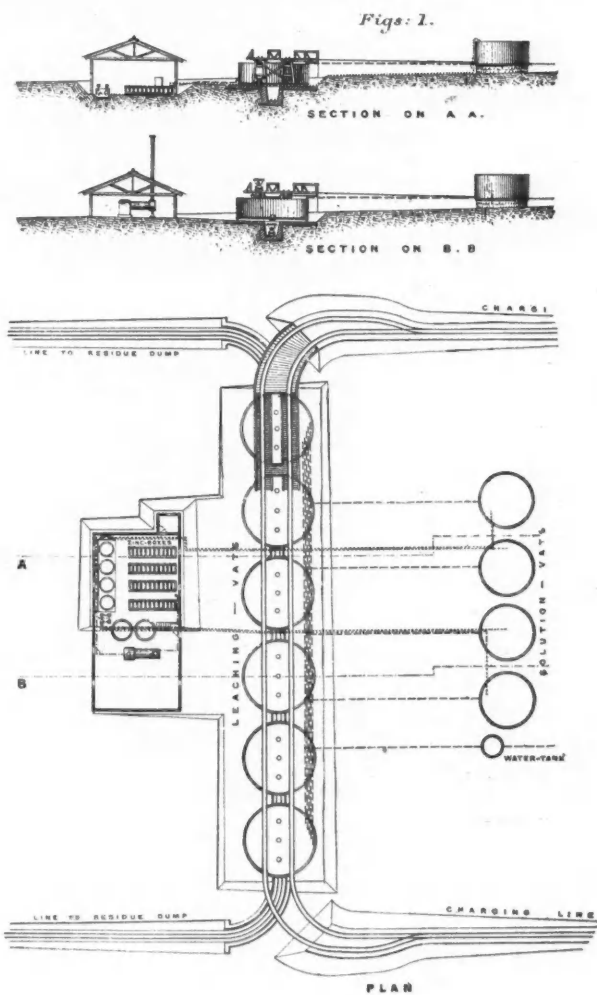 Figs: 1.
SECTION ON A A.
SECTION ON B. B
CHARGI
LINE TO RESIDUE DUMP
ZINC-BOXES
A
LEACHING — VATS
SOLUTION — VATS
B
WATER-TANK
LINE TO RESIDUE DUMP
CHARGING LINE
PLAN